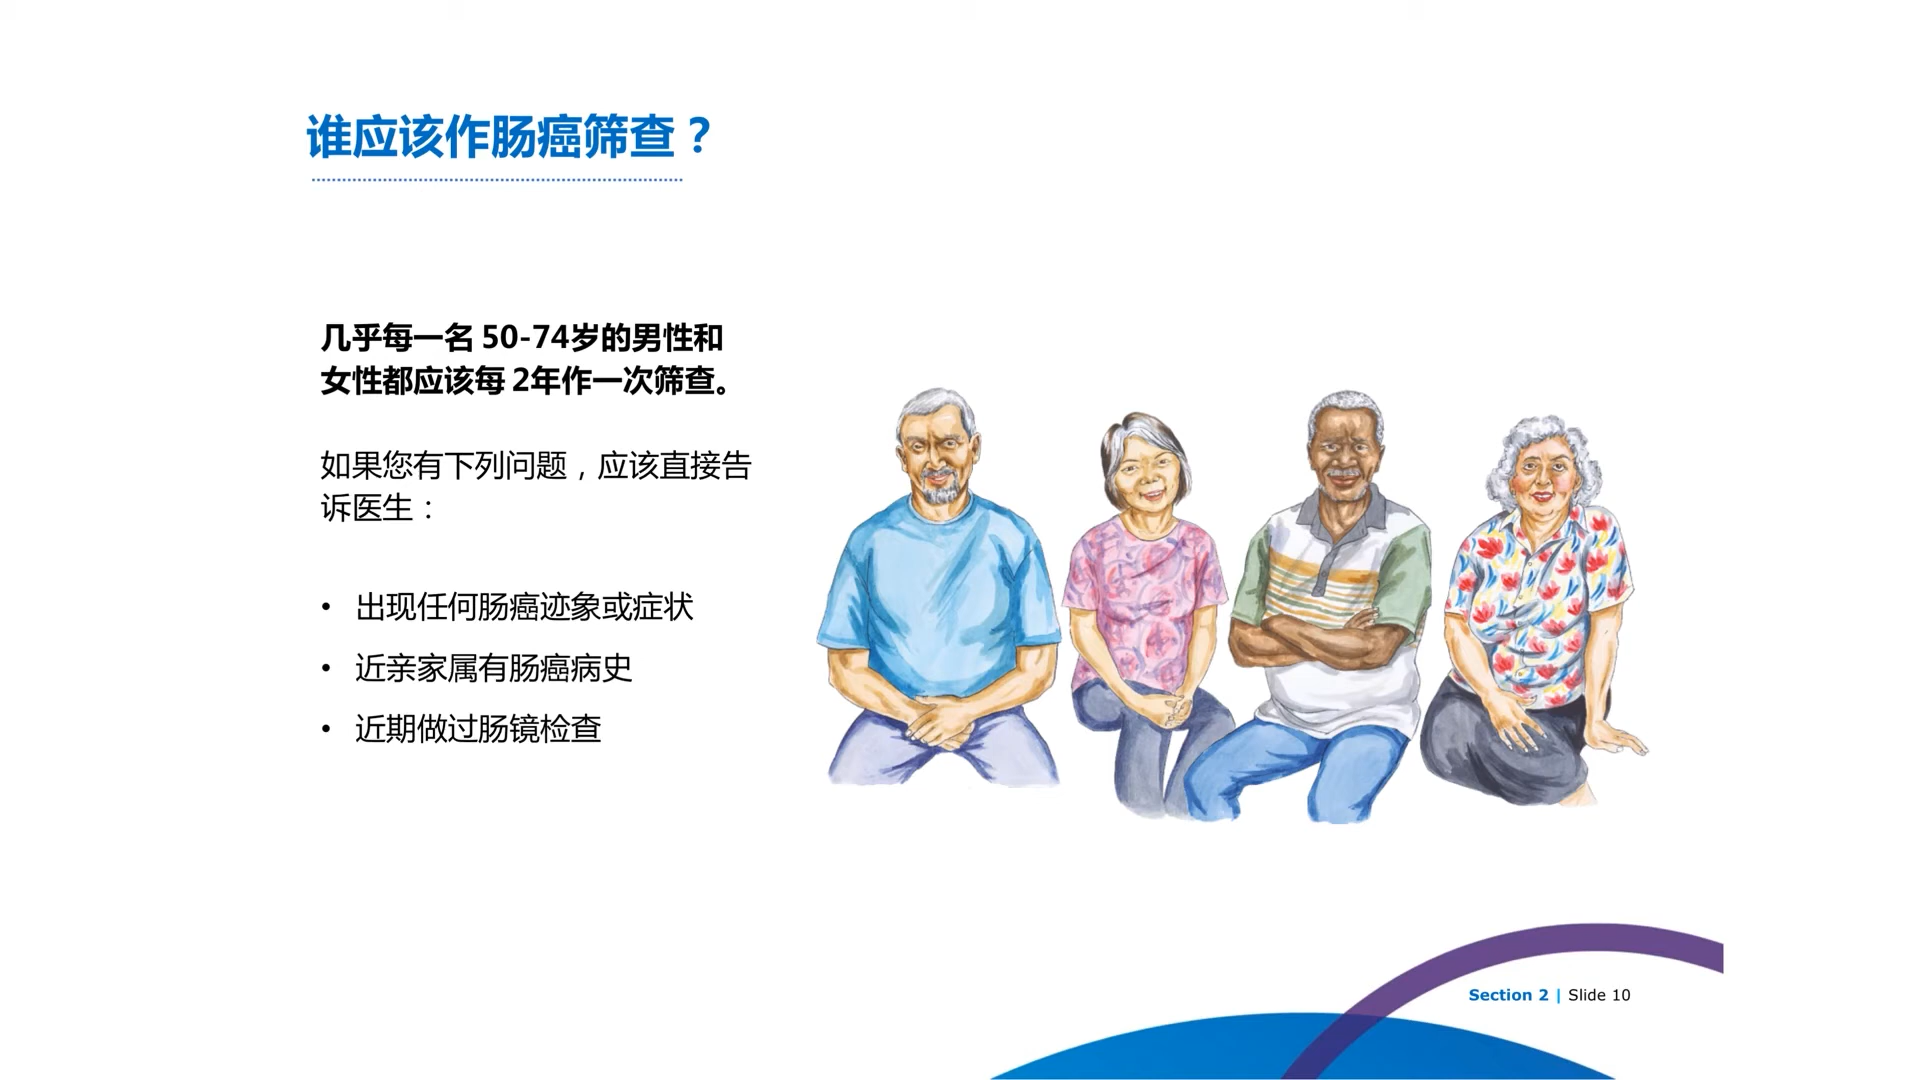 谁应该作肠癌筛查？
几乎每一名 50-74岁的男性和
女性都应该每 2年作一次筛查。
如果您有下列问题，应该直接告
诉医生：
• 出现任何肠癌迹象或症状
• 近亲家属有肠癌病史
• 近期做过肠镜检查
Section 2 | Slide 10